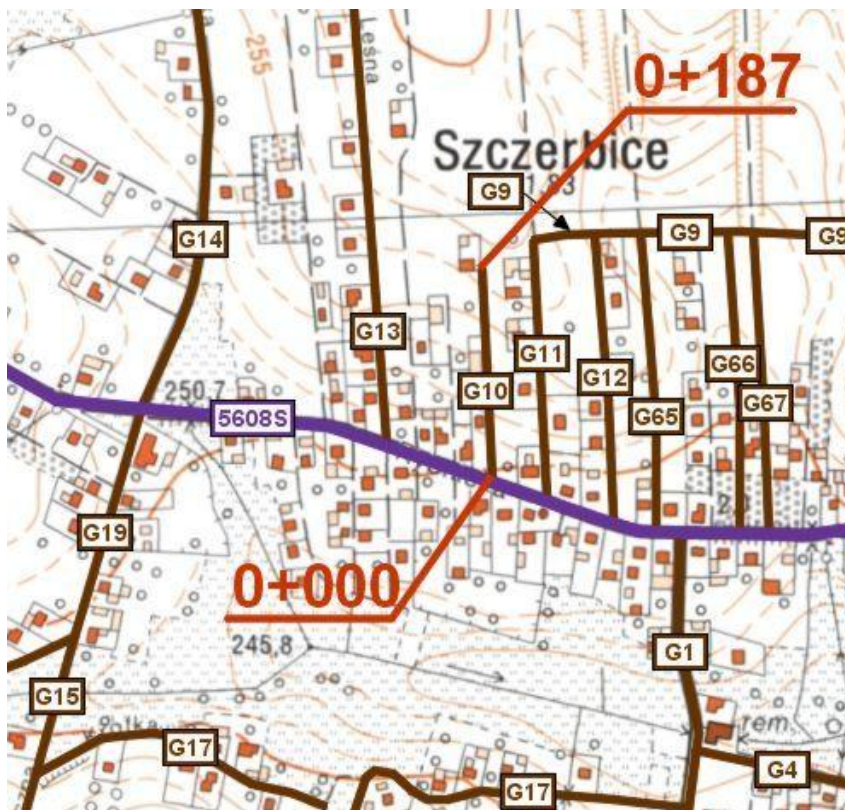 Leśna
255
0+187
Szczerbice
G9
G14
G9
G9
G13
G11
G10
G12
G66
G67
G65
250,7
5608S
G19
0+000
245,8
G1
G15
rem.
G17
G4
G17